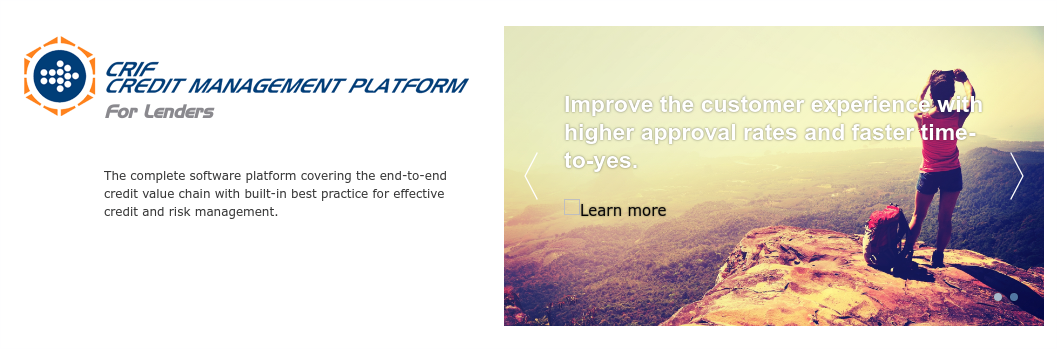 CRIF
CREDIT MANAGEMENT PLATFORM
For Lenders
The complete software platform covering the end-to-end
credit value chain with built-in best practice for effective
credit and risk management.
Improve the customer experience with
higher approval rates and faster time-
to-yes.
Learn more